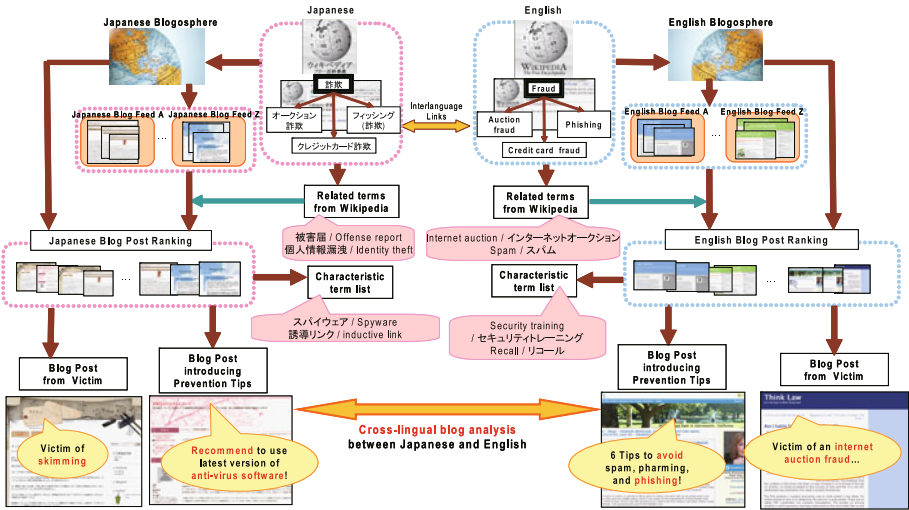 Japanese Blogosphere
Japanese
English
English Blogosphere
ウィキペディア
WIKIPEDIA
詐欺
Fraud
オークション
詐欺
フィッシング
(詐欺)
クレジットカード詐欺
Interlanguage
Links
Auction
fraud
Phishing
Credit card fraud
Japanese Blog Feed A
...
Japanese Blog Feed Z
English Blog Feed A
...
English Blog Feed Z
Related terms
from Wikipedia
Related terms
from Wikipedia
被害届 / Offense report
個人情報漏洩 / Identity theft
Internet auction / インターネットオークション
Spam / スパム
Japanese Blog Post Ranking
...
English Blog Post Ranking
...
Characteristic
term list
Characteristic
term list
スパイウェア / Spyware
誘導リンク / inductive link
Security training
/ セキュリティトレーニング
Recall / リコール
Blog Post
from Victim
Blog Post
introducing
Prevention Tips
Blog Post
introducing
Prevention Tips
Blog Post
from Victim
Victim of
skimming
Recommend to use
latest version of
anti-virus software!
Cross-lingual blog analysis
between Japanese and English
6 Tips to avoid
spam, pharming,
and phishing!
Think Law
Victim of an internet
auction fraud...